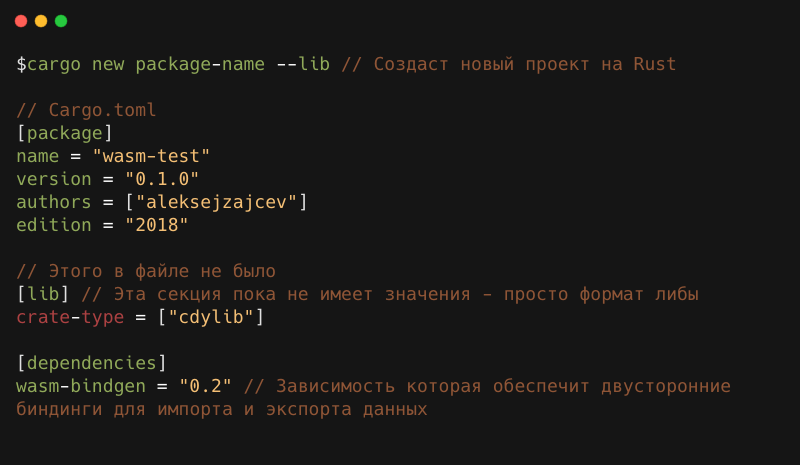 $cargo new package-name --lib // Создаст новый проект на Rust
// Cargo.toml
[package]
name = "wasm-test"
version = "0.1.0"
authors = ["aleksejzajcev"]
edition = "2018"
// Этого в файле не было
[lib] // Эта секция пока не имеет значения - просто формат либы
crate-type = ["cdylib"]
[dependencies]
wasm-bindgen = "0.2" // Зависимость которая обеспечит двусторонние
биндинги для импорта и экспорта данных